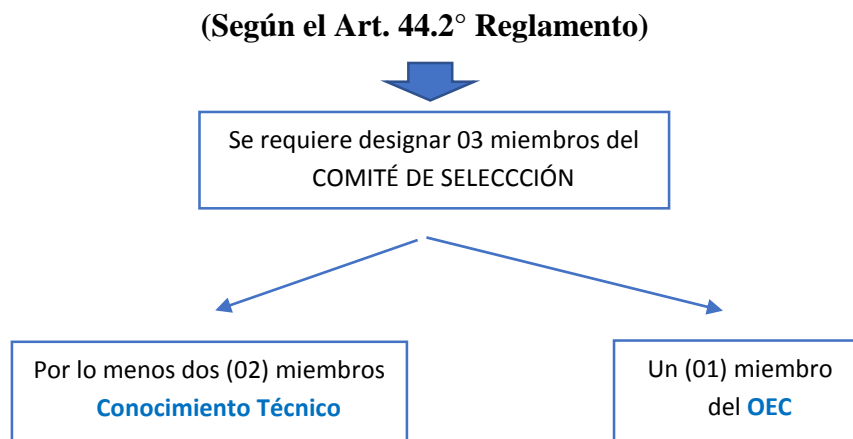 (Según el Art. 44.2° Reglamento)
Se requiere designar 03 miembros del
COMITÉ DE SELECCCIÓN
Por lo menos dos (02) miembros
Conocimiento Técnico
Un (01) miembro
del OEC